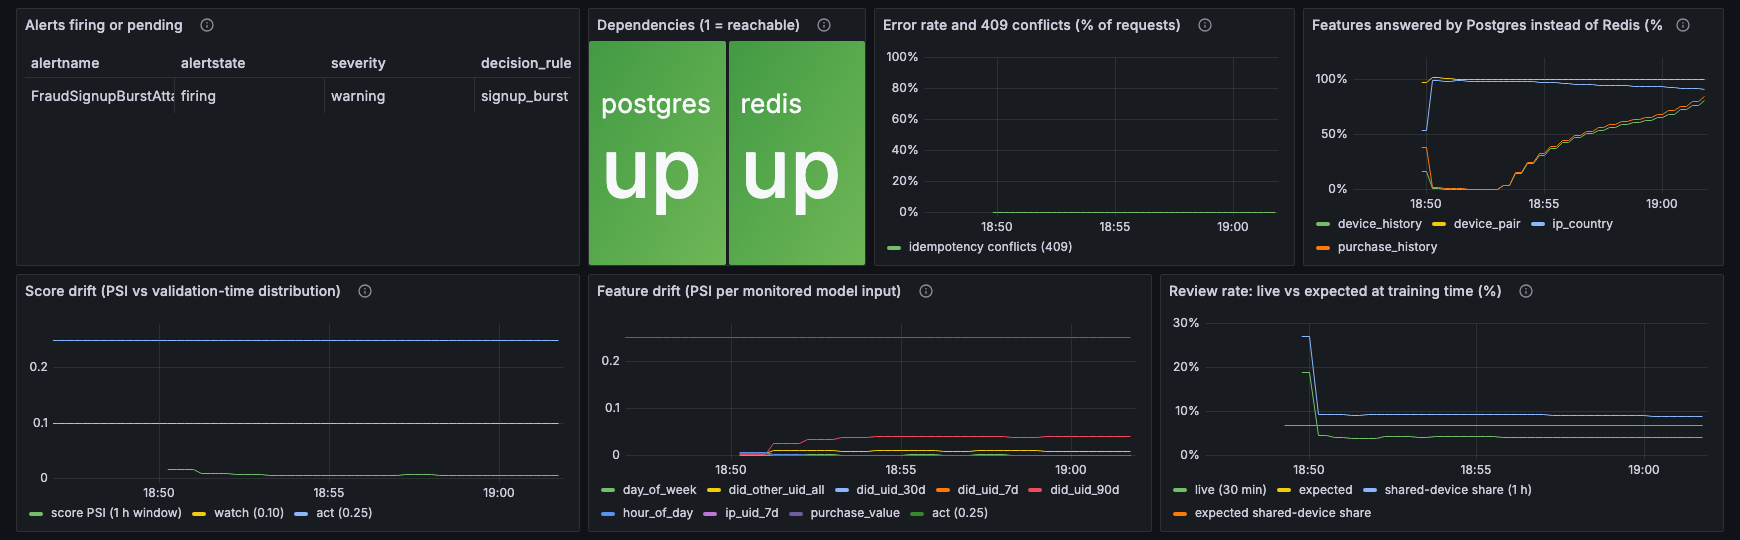 Alerts firing or pending
alertname alertstate severity decision_rule
FraudSignupBurstAtta firing warning signup_burst
Dependencies (1 = reachable)
postgres
up
redis
up
Error rate and 409 conflicts (% of requests)
100%
80%
60%
40%
20%
0%
18:50 18:55 19:00
idempotency conflicts (409)
Features answered by Postgres instead of Redis (%
100%
50%
0%
18:50 18:55 19:00
device_history device_pair ip_country
purchase_history
Score drift (PSI vs validation-time distribution)
0.2
0.1
0
18:50 18:55 19:00
score PSI (1 h window) watch (0.10) act (0.25)
Feature drift (PSI per monitored model input)
0.2
0.1
0
18:50 18:55 19:00
day_of_week did_other_uid_all did_uid_30d did_uid_7d did_uid_90d
hour_of_day ip_uid_7d purchase_value act (0.25)
Review rate: live vs expected at training time (%)
30%
20%
10%
0%
18:50 18:55 19:00
live (30 min) expected shared-device share (1 h)
expected shared-device share